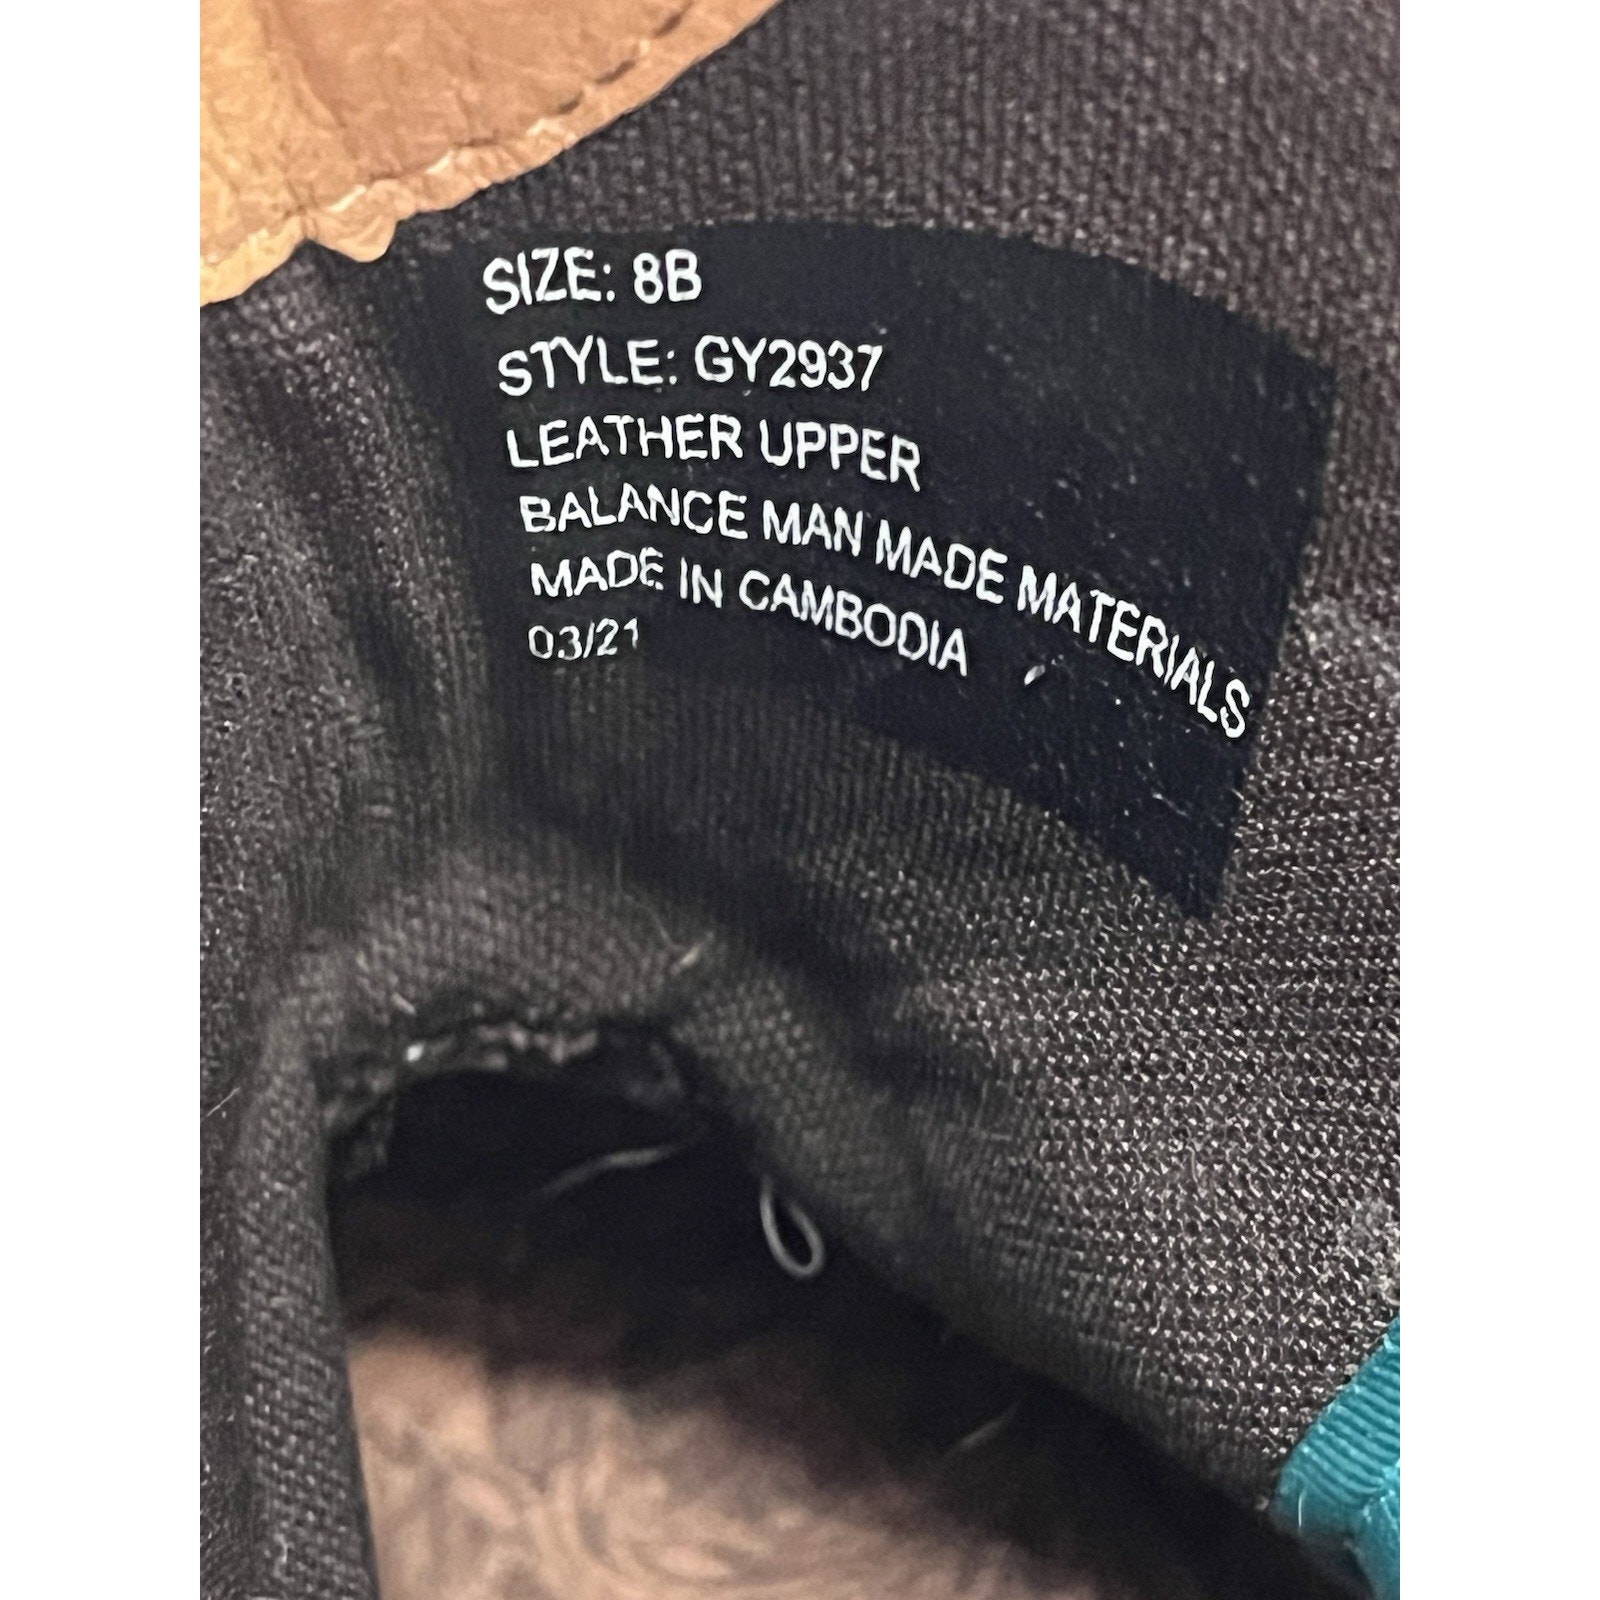 SIZE: 8B
STYLE: GY2937
LEATHER UPPER
BALANCE MAN MADE MATERIALS
MADE IN CAMBODIA
03/21